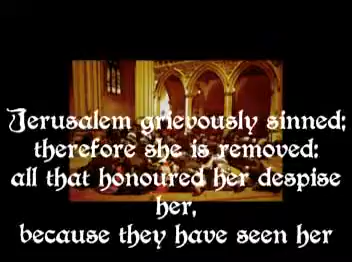 Jerusalem grievously sinned;
therefore she is removed:
all that honoured her despise
her,
because they have seen her